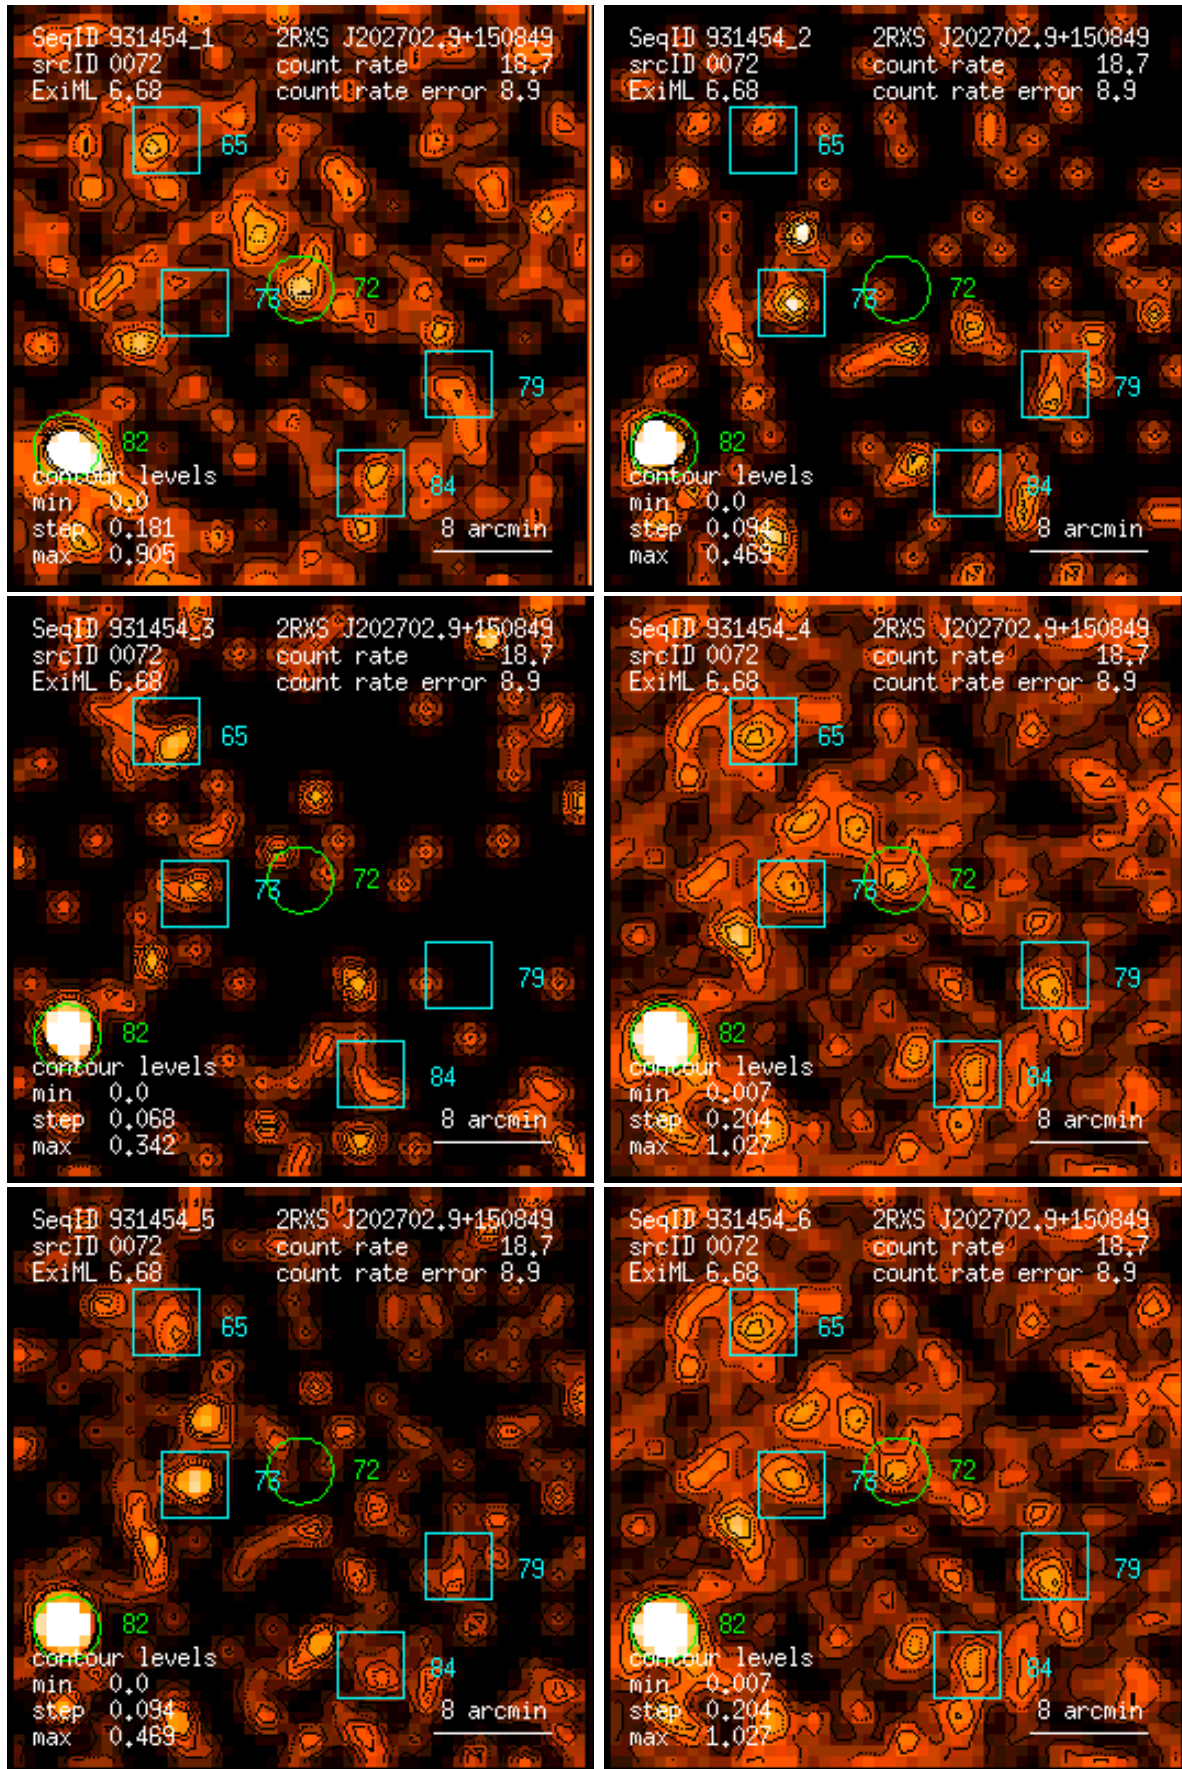 SeqID 931454_1 2RXS J202702.9+150849
srcID 0072 count rate 18.7
ExiML 6.68 count rate error 8.9
65
73 72
79
82
contour levels
84
min 0.0
step 0.181 8 arcmin
max 0.905
SeqID 931454_2 2RXS J202702.9+150849
srcID 0072 count rate 18.7
ExiML 6.68 count rate error 8.9
65
73 72
79
82
contour levels
84
min 0.0
step 0.094 8 arcmin
max 0.469
SeqID 931454_3 2RXS J202702.9+150849
srcID 0072 count rate 18.7
ExiML 6.68 count rate error 8.9
65
73 72
79
82
contour levels
84
min 0.0
step 0.068 8 arcmin
max 0.342
SeqID 931454_4 2RXS J202702.9+150849
srcID 0072 count rate 18.7
ExiML 6.68 count rate error 8.9
65
73 72
79
82
contour levels
84
min 0.007
step 0.204 8 arcmin
max 1.027
SeqID 931454_5 2RXS J202702.9+150849
srcID 0072 count rate 18.7
ExiML 6.68 count rate error 8.9
65
73 72
79
82
contour levels
84
min 0.0
step 0.094 8 arcmin
max 0.469
SeqID 931454_6 2RXS J202702.9+150849
srcID 0072 count rate 18.7
ExiML 6.68 count rate error 8.9
65
73 72
79
82
contour levels
84
min 0.007
step 0.204 8 arcmin
max 1.027